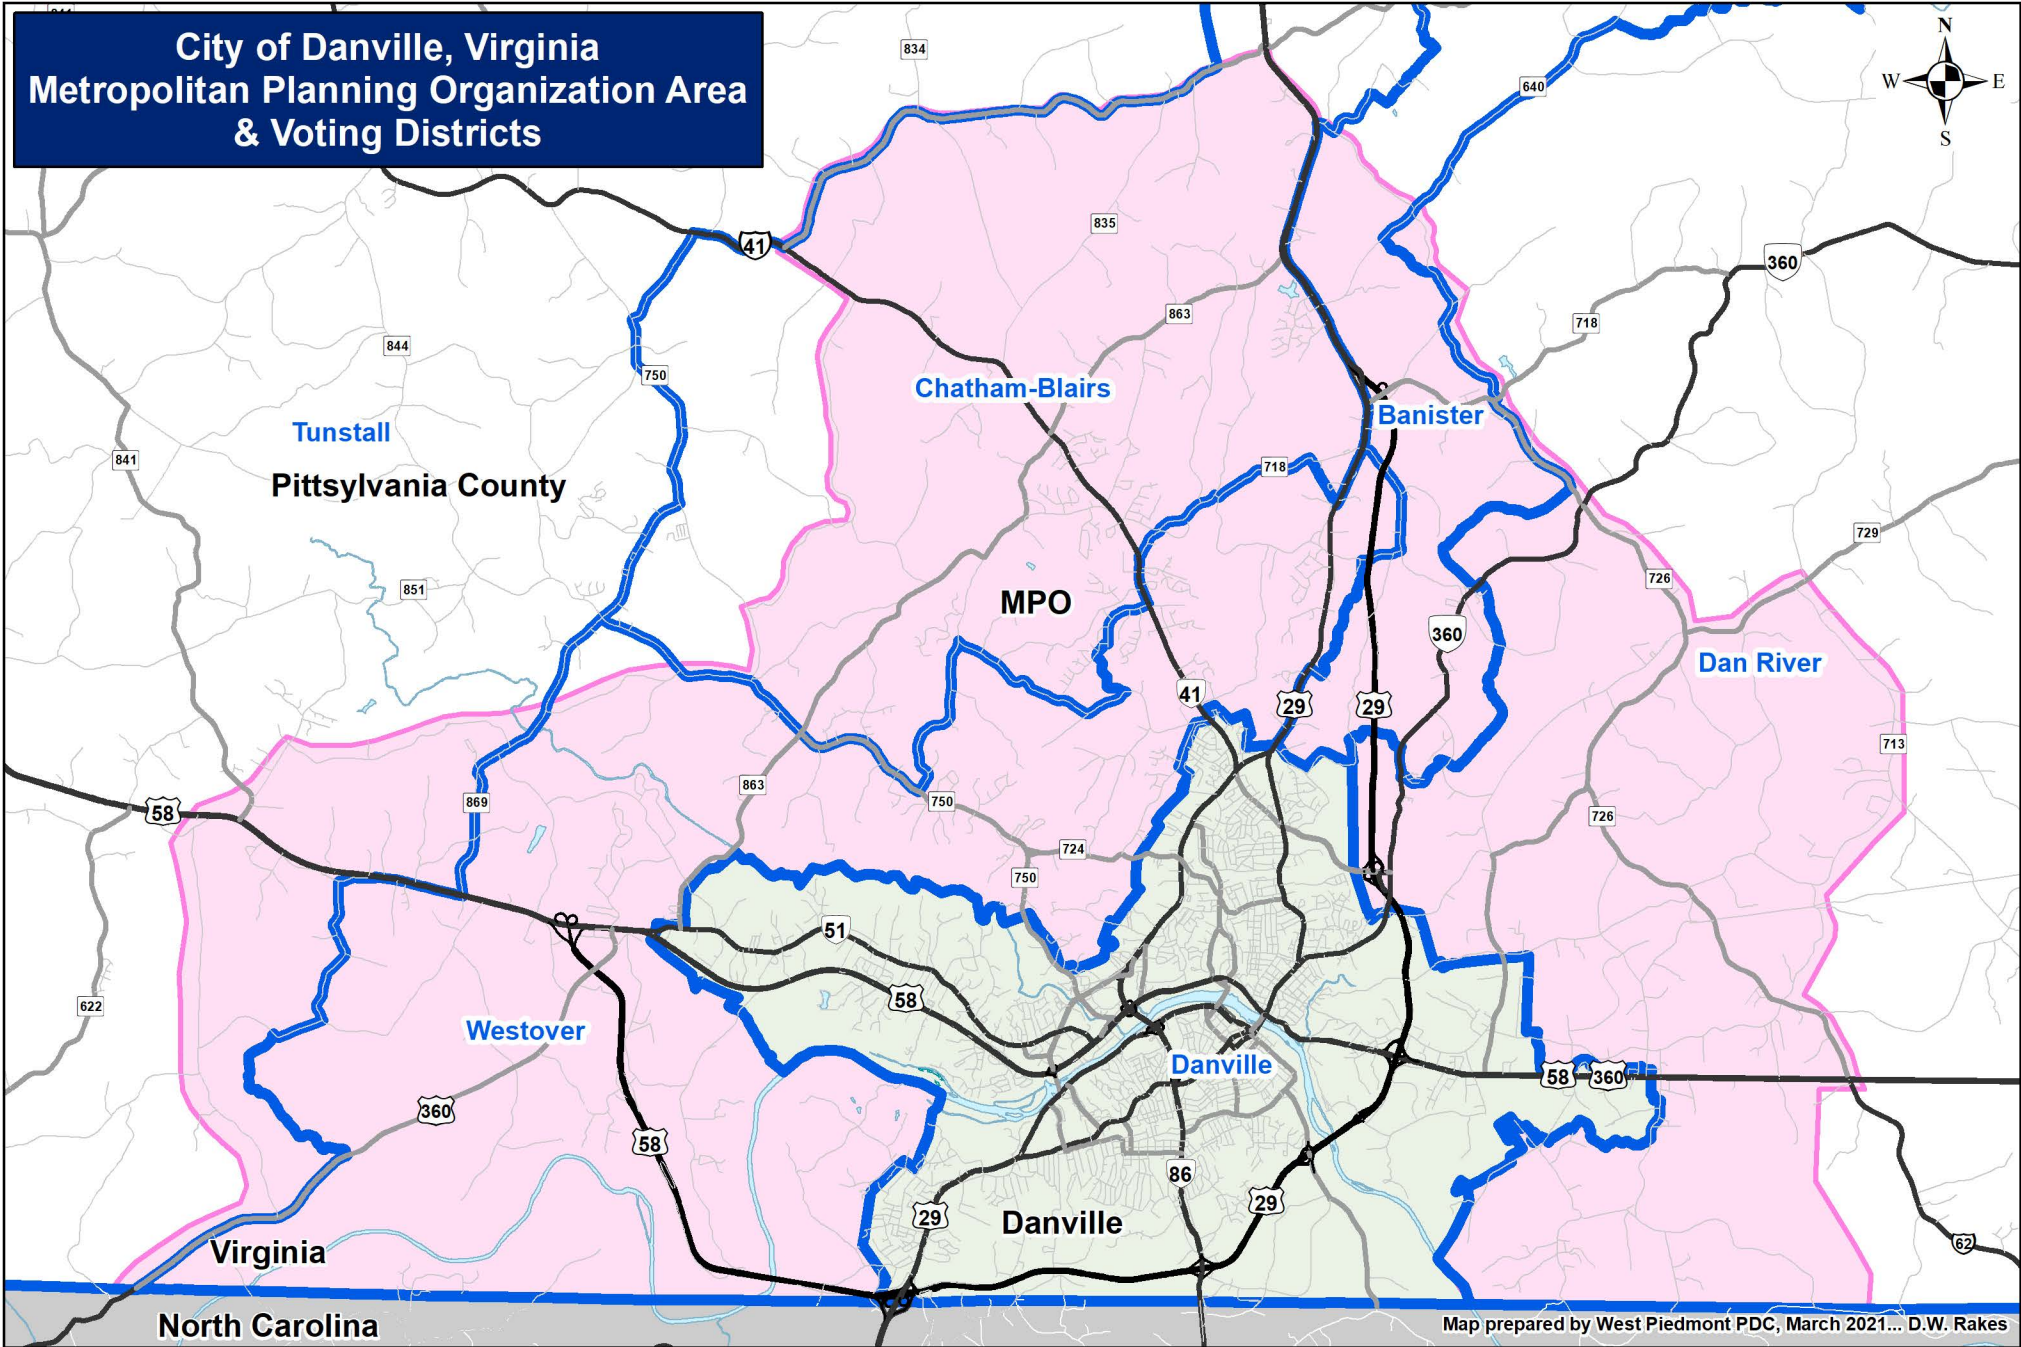 City of Danville, Virginia
Metropolitan Planning Organization Area
& Voting Districts
N
W E
S
834
640
41
835
360
863
718
844
750
Chatham-Blairs
Banister
Tunstall
841
Pittsylvania County
718
729
851
726
MPO
360
Dan River
41
29
29
713
863
869
750
58
726
724
750
51
58
622
Westover
Danville
58
360
360
58
86
29
29
Danville
62
Virginia
North Carolina
Map prepared by West Piedmont PDC, March 2021... D.W. Rakes